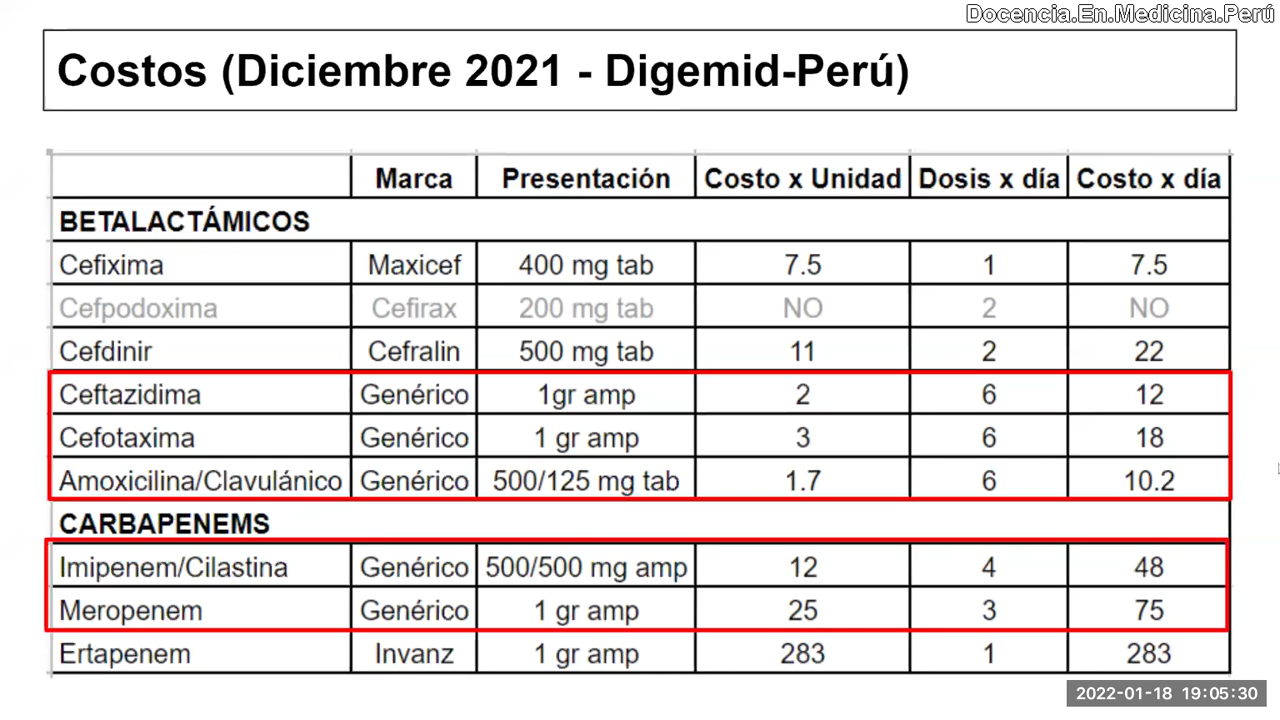 Docencia.En.Medicina.Perú
Costos (Diciembre 2021 - Digemid-Perú)
Marca Presentación Costo x Unidad Dosis x día Costo x día
BETALACTÁMICOS
Cefixima Maxicef 400 mg tab 7.5 1 7.5
Cefpodoxima Cefirax 200 mg tab NO 2 NO
Cefdinir Cefralin 500 mg tab 11 2 22
Ceftazidima Genérico 1gr amp 2 6 12
Cefotaxima Genérico 1 gr amp 3 6 18
Amoxicilina/Clavulánico Genérico 500/125 mg tab 1.7 6 10.2
CARBAPENEMS
Imipenem/Cilastina Genérico 500/500 mg amp 12 4 48
Meropenem Genérico 1 gr amp 25 3 75
Ertapenem Invanz 1 gr amp 283 1 283
2022-01-18 19:05:30